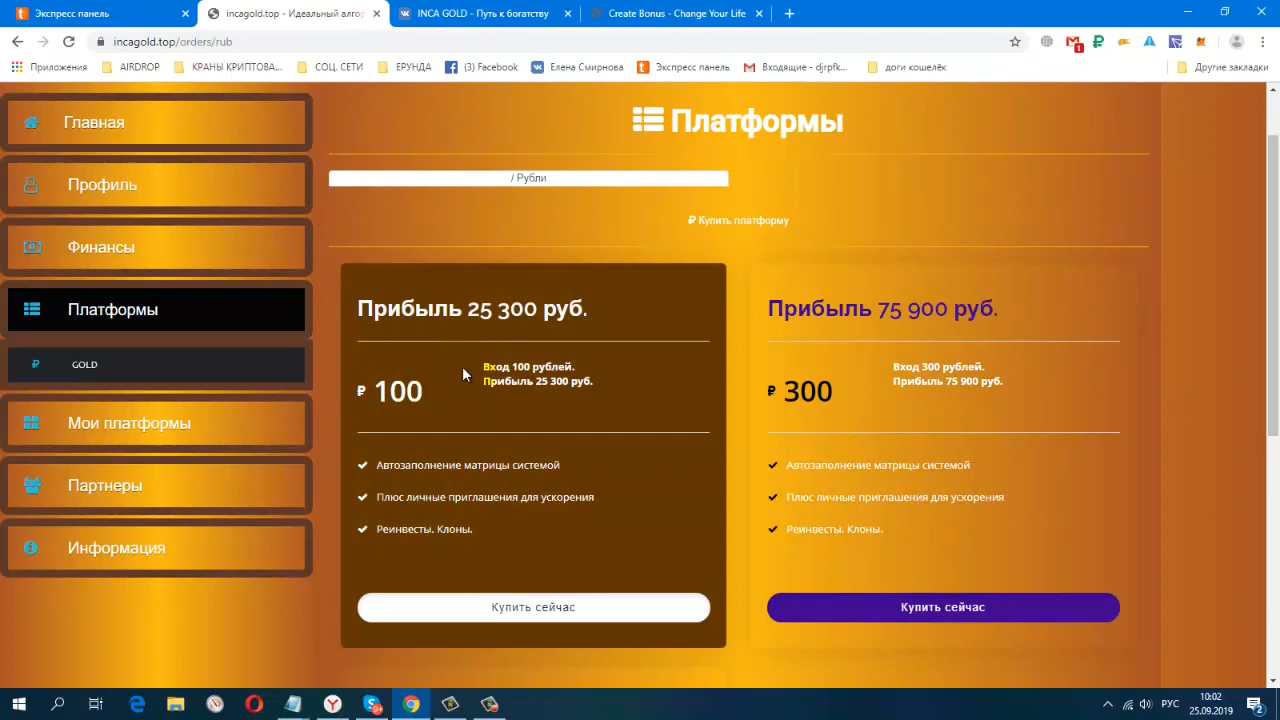 Экспресс панель
incagold.top - Идеальный алгор
INCA GOLD - Путь к богатству
Create Bonus - Change Your Life
incagold.top/orders/rub
1
Приложения
AIRDROP
КРАНЫ КРИПТОВА...
СОЦ. СЕТИ
ЕРУНДА
(3) Facebook
Елена Смирнова
Экспресс панель
Входящие - djrpfk...
доги кошелёк
Другие закладки
Главная
Профиль
Финансы
Платформы
GOLD
Мои платформы
Партнеры
Информация
Платформы
/ Рубли
₽ Купить платформу
Прибыль 25 300 руб.
₽ 100
Вход 100 рублей.
Прибыль 25 300 руб.
Автозаполнение матрицы системой
Плюс личные приглашения для ускорения
Реинвесты. Клоны.
Купить сейчас
Прибыль 75 900 руб.
₽ 300
Вход 300 рублей.
Прибыль 75 900 руб.
Автозаполнение матрицы системой
Плюс личные приглашения для ускорения
Реинвесты. Клоны.
Купить сейчас
РУС
10:02
25.09.2019
2